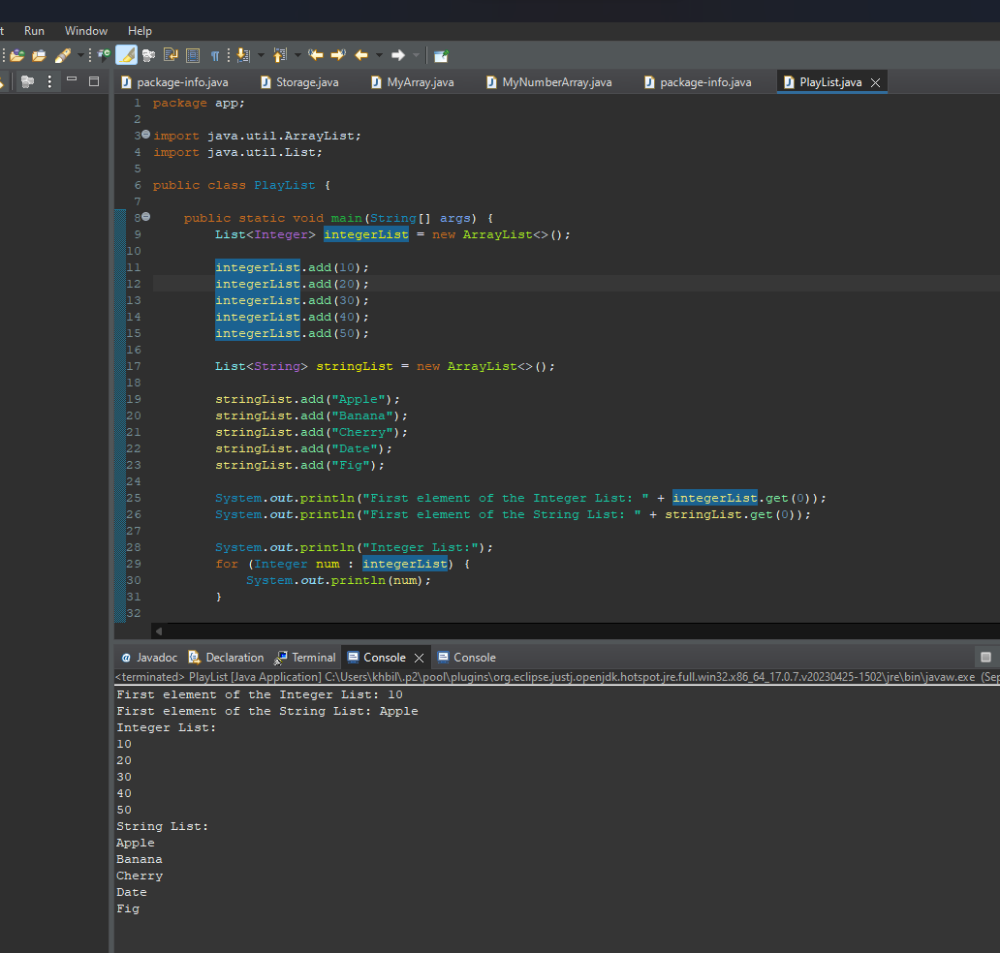 t Run Window Help
package-info.java Storage.java MyArray.java MyNumberArray.java package-info.java PlayList.java
1 package app;
2
3 import java.util.ArrayList;
4 import java.util.List;
5
6 public class PlayList {
7
8     public static void main(String[] args) {
9         List<Integer> integerList = new ArrayList<>();
10
11         integerList.add(10);
12         integerList.add(20);
13         integerList.add(30);
14         integerList.add(40);
15         integerList.add(50);
16
17         List<String> stringList = new ArrayList<>();
18
19         stringList.add("Apple");
20         stringList.add("Banana");
21         stringList.add("Cherry");
22         stringList.add("Date");
23         stringList.add("Fig");
24
25         System.out.println("First element of the Integer List: " + integerList.get(0));
26         System.out.println("First element of the String List: " + stringList.get(0));
27
28         System.out.println("Integer List:");
29         for (Integer num : integerList) {
30             System.out.println(num);
31         }
32
@ Javadoc Declaration Terminal Console Console
<terminated> PlayList [Java Application] C:\Users\khbil\.p2\pool\plugins\org.eclipse.justj.openjdk.hotspot.jre.full.win32.x86_64_17.0.7.v20230425-1502\jre\bin\javaw.exe (Sep
First element of the Integer List: 10
First element of the String List: Apple
Integer List:
10
20
30
40
50
String List:
Apple
Banana
Cherry
Date
Fig